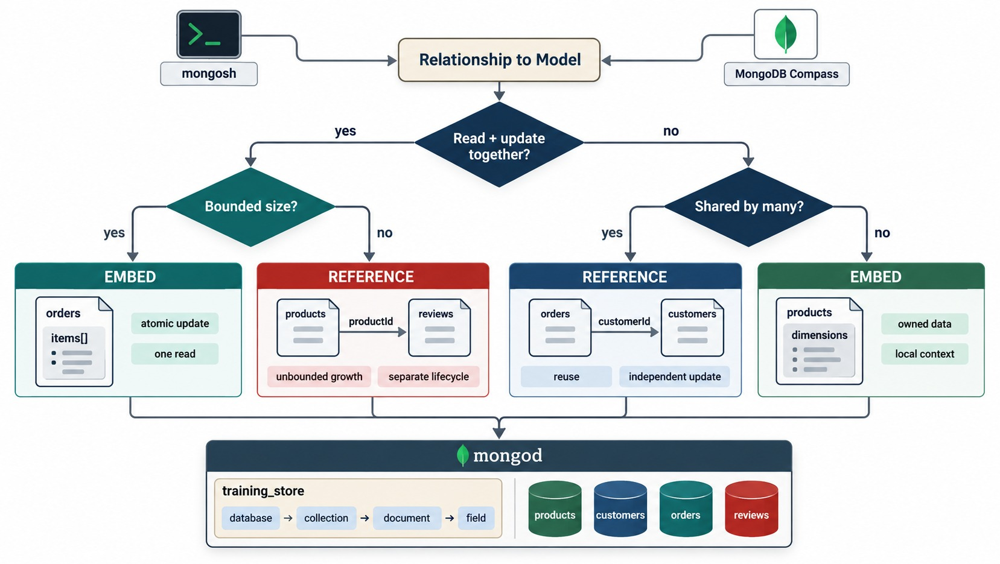 mongosh
MongoDB Compass
Relationship to Model
Read + update
together?
yes
no
Bounded size?
Shared by many?
yes
no
yes
no
EMBED
orders
items[]
atomic update
one read
REFERENCE
products
productId
reviews
unbounded growth
separate lifecycle
REFERENCE
orders
customerId
customers
reuse
independent update
EMBED
products
dimensions
owned data
local context
mongod
training_store
database → collection → document → field
products
customers
orders
reviews